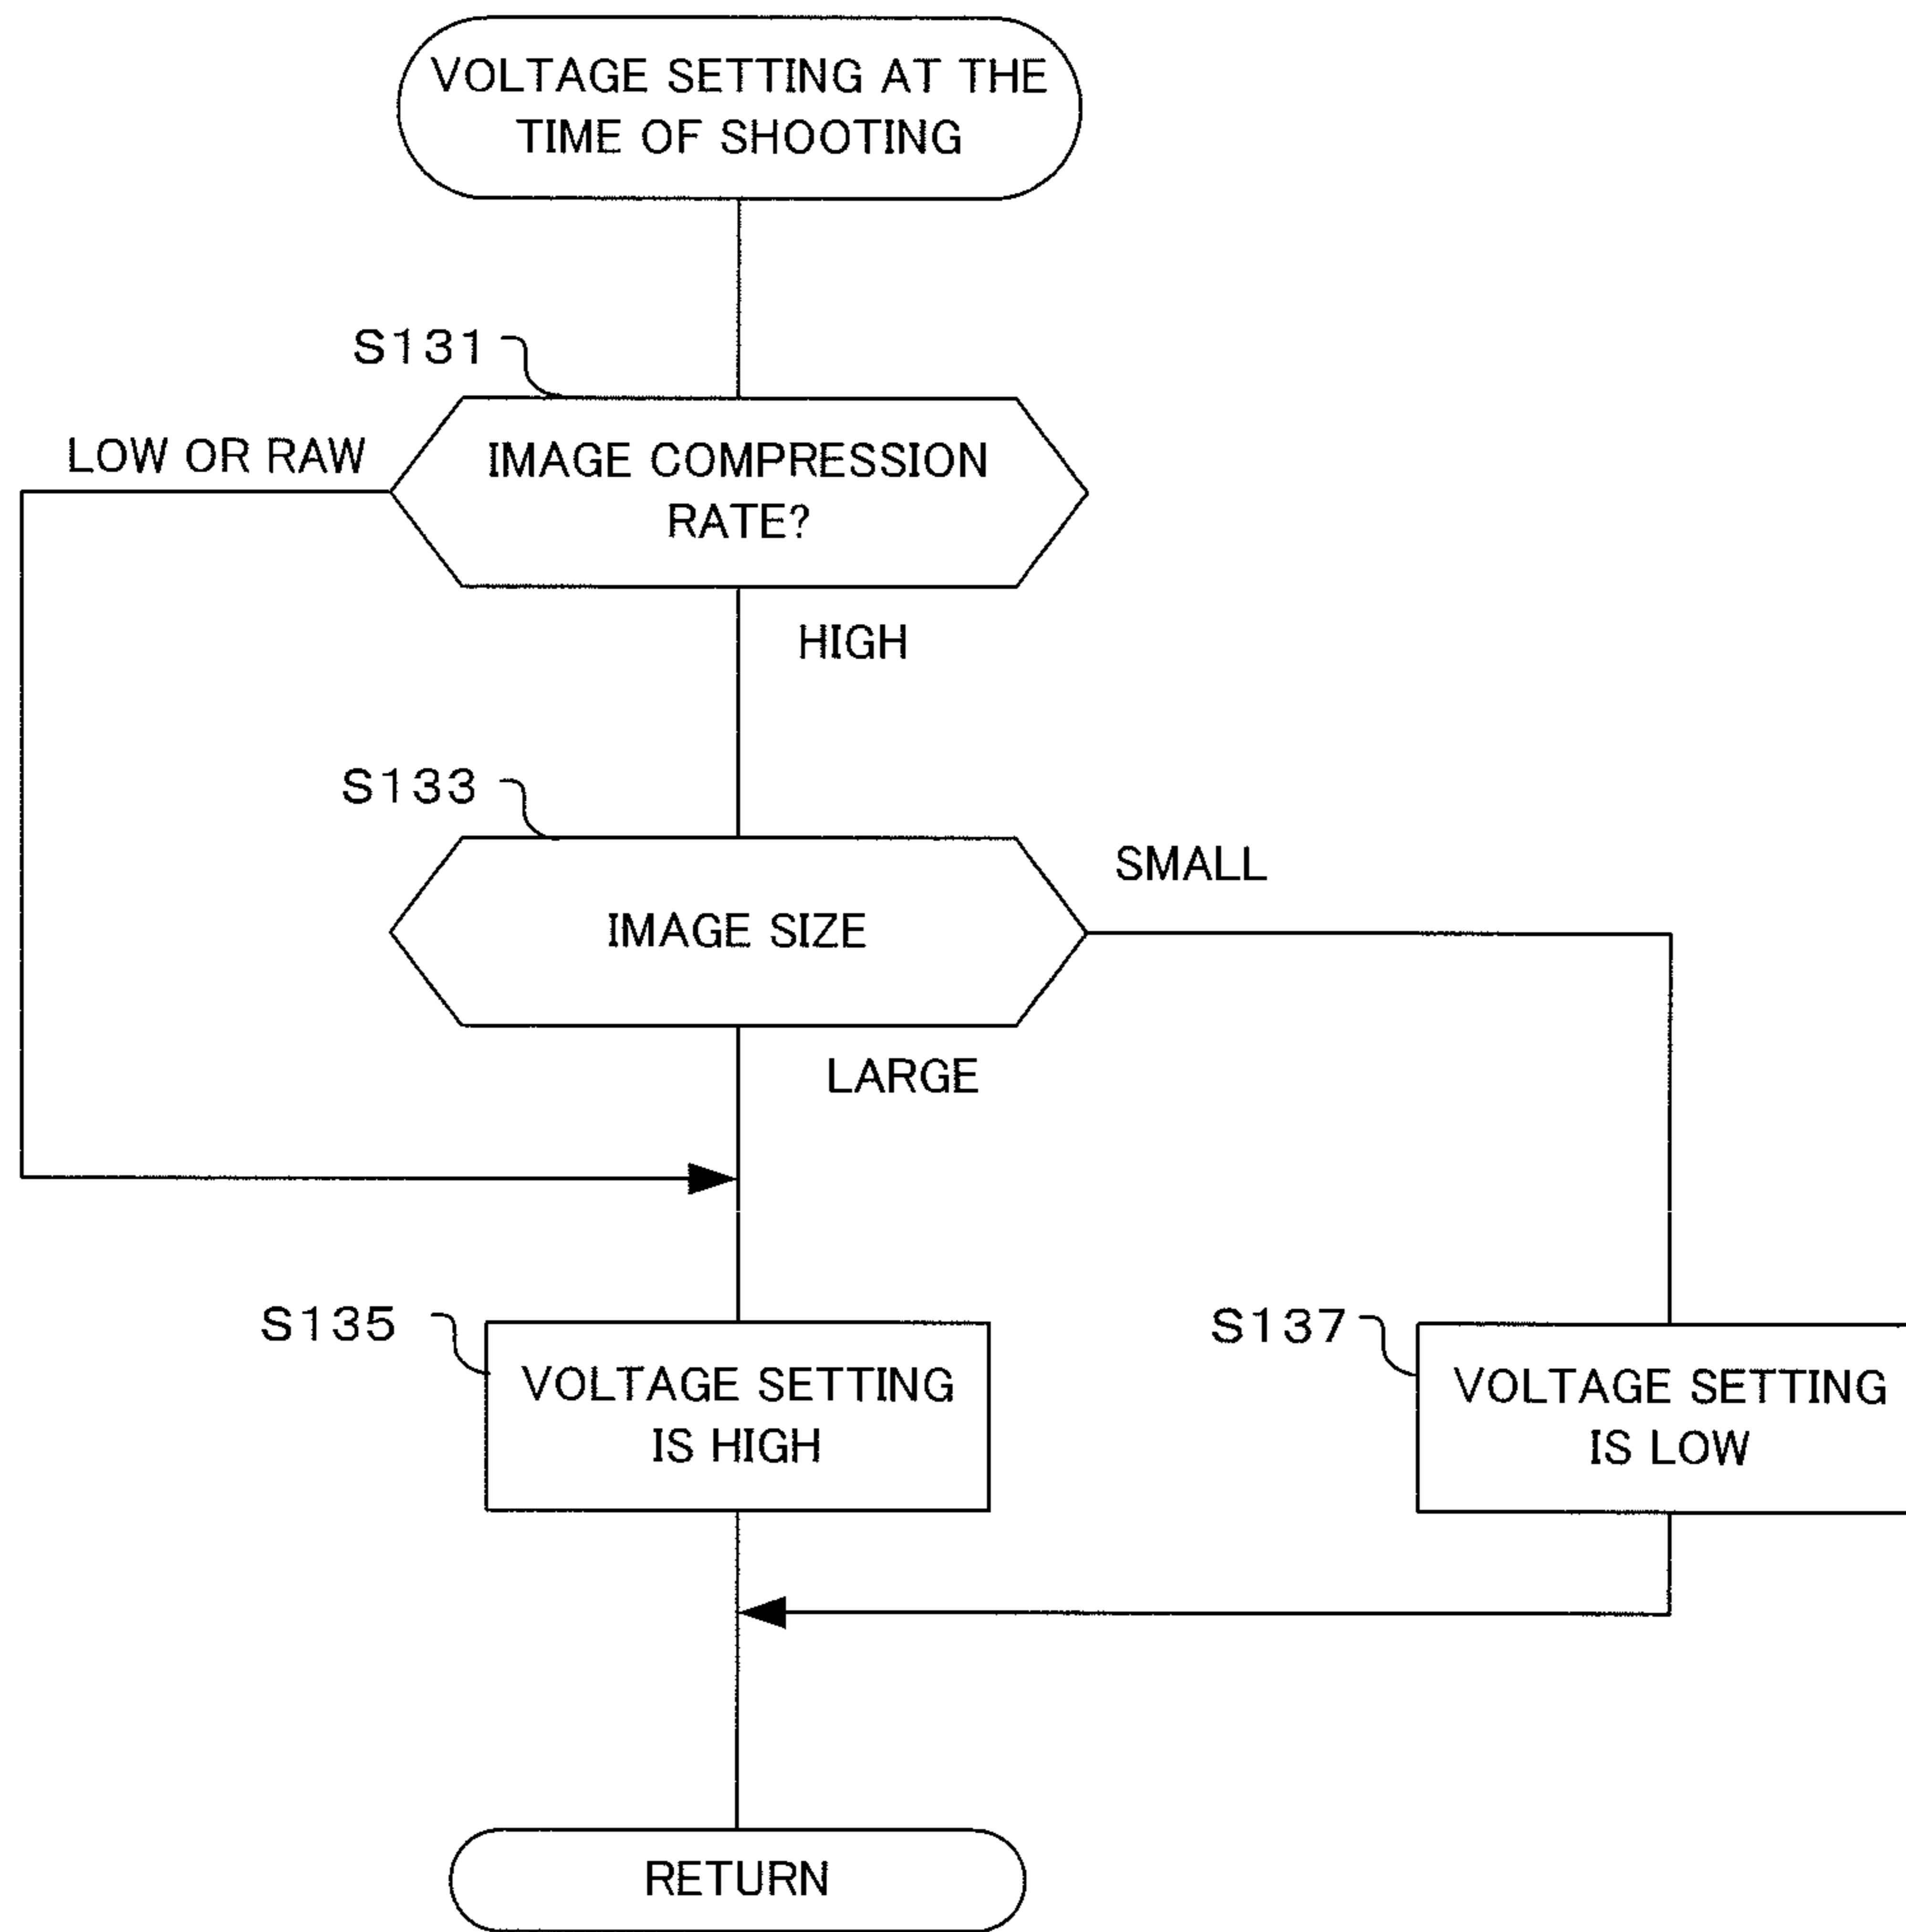 VOLTAGE SETTING AT THE
TIME OF SHOOTING
S131
LOW OR RAW
IMAGE COMPRESSION
RATE?
HIGH
S133
SMALL
IMAGE SIZE
LARGE
S135
VOLTAGE SETTING
IS HIGH
S137
VOLTAGE SETTING
IS LOW
RETURN